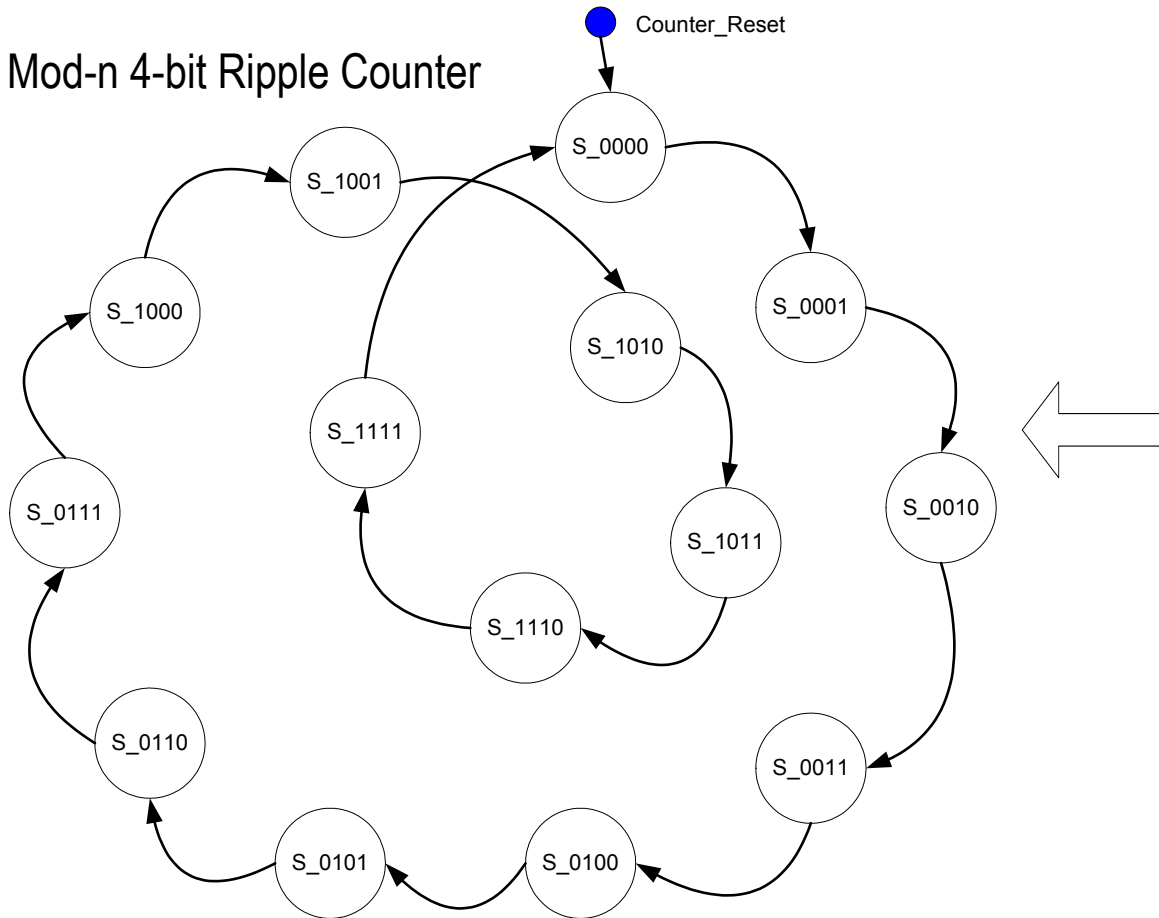 Counter_Reset
Mod-n 4-bit Ripple Counter
S_0000
S_1001
S_0001
S_1000
S_1010
S_1111
S_0010
S_0111
S_1011
S_1110
S_0110
S_0011
S_0101
S_0100